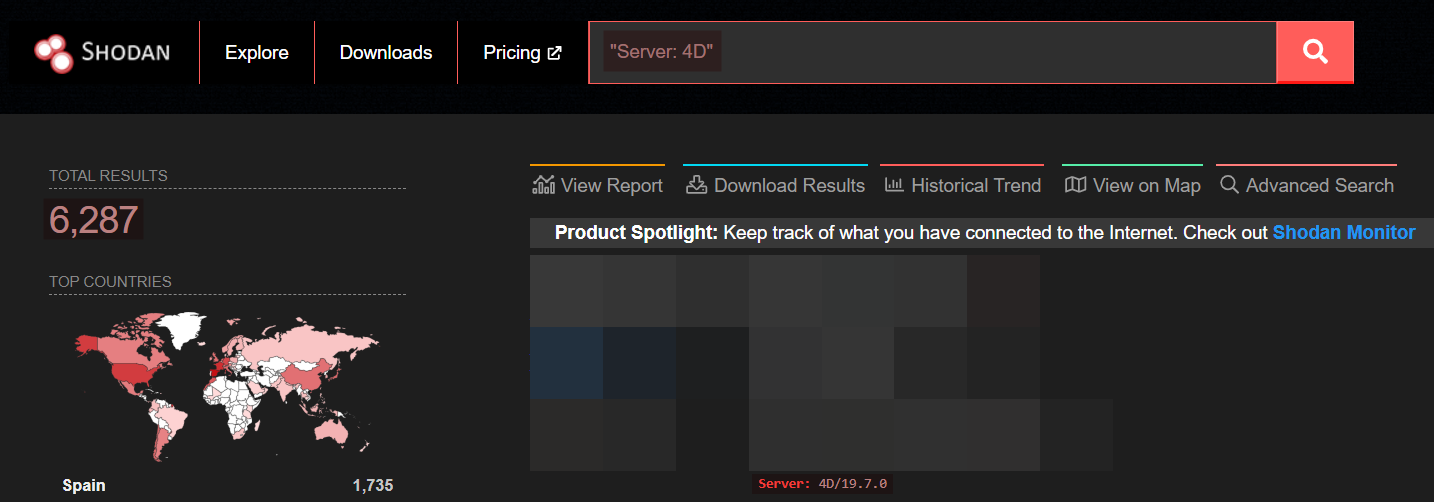 SHODAN Explore Downloads Pricing "Server: 4D"
TOTAL RESULTS
6,287
View Report Download Results Historical Trend View on Map Advanced Search
Product Spotlight: Keep track of what you have connected to the Internet. Check out Shodan Monitor
TOP COUNTRIES
Spain 1,735
Server: 4D/19.7.0